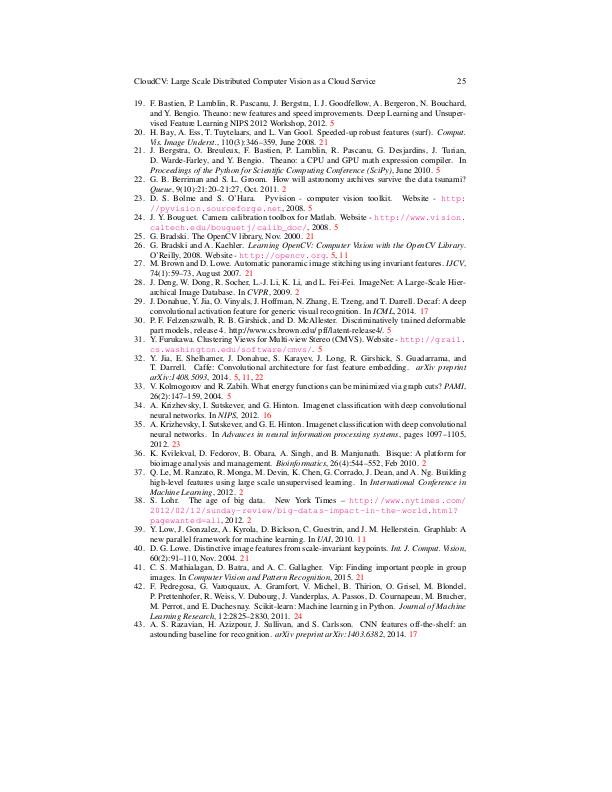 CloudCV: Large Scale Distributed Computer Vision as a Cloud Service 25
19. F. Bastien, P. Lamblin, R. Pascanu, J. Bergstra, I. J. Goodfellow, A. Bergeron, N. Bouchard,
and Y. Bengio. Theano: new features and speed improvements. Deep Learning and Unsuper-
vised Feature Learning NIPS 2012 Workshop, 2012. 5
20. H. Bay, A. Ess, T. Tuytelaars, and L. Van Gool. Speeded-up robust features (surf). Comput.
Vis. Image Underst., 110(3):346–359, June 2008. 21
21. J. Bergstra, O. Breuleux, F. Bastien, P. Lamblin, R. Pascanu, G. Desjardins, J. Turian,
D. Warde-Farley, and Y. Bengio. Theano: a CPU and GPU math expression compiler. In
Proceedings of the Python for Scientific Computing Conference (SciPy), June 2010. 5
22. G. B. Berriman and S. L. Groom. How will astronomy archives survive the data tsunami?
Queue, 9(10):21:20–21:27, Oct. 2011. 2
23. D. S. Bolme and S. O'Hara. Pyvision - computer vision toolkit. Website - http:
//pyvision.sourceforge.net, 2008. 5
24. J. Y. Bouguet. Camera calibration toolbox for Matlab. Website - http://www.vision.
caltech.edu/bouguetj/calib_doc/, 2008. 5
25. G. Bradski. The OpenCV library, Nov. 2000. 21
26. G. Bradski and A. Kaehler. Learning OpenCV: Computer Vision with the OpenCV Library.
O'Reilly, 2008. Website - http://opencv.org. 5, 11
27. M. Brown and D. Lowe. Automatic panoramic image stitching using invariant features. IJCV,
74(1):59–73, August 2007. 21
28. J. Deng, W. Dong, R. Socher, L.-J. Li, K. Li, and L. Fei-Fei. ImageNet: A Large-Scale Hier-
archical Image Database. In CVPR, 2009. 2
29. J. Donahue, Y. Jia, O. Vinyals, J. Hoffman, N. Zhang, E. Tzeng, and T. Darrell. Decaf: A deep
convolutional activation feature for generic visual recognition. In ICML, 2014. 17
30. P. F. Felzenszwalb, R. B. Girshick, and D. McAllester. Discriminatively trained deformable
part models, release 4. http://www.cs.brown.edu/ pff/latent-release4/. 5
31. Y. Furukawa. Clustering Views for Multi-view Stereo (CMVS). Website - http://grail.
cs.washington.edu/software/cmvs/. 5
32. Y. Jia, E. Shelhamer, J. Donahue, S. Karayev, J. Long, R. Girshick, S. Guadarrama, and
T. Darrell. Caffe: Convolutional architecture for fast feature embedding. arXiv preprint
arXiv:1408.5093, 2014. 5, 11, 22
33. V. Kolmogorov and R. Zabih. What energy functions can be minimized via graph cuts? PAMI,
26(2):147–159, 2004. 5
34. A. Krizhevsky, I. Sutskever, and G. Hinton. Imagenet classification with deep convolutional
neural networks. In NIPS, 2012. 16
35. A. Krizhevsky, I. Sutskever, and G. E. Hinton. Imagenet classification with deep convolutional
neural networks. In Advances in neural information processing systems, pages 1097–1105,
2012. 23
36. K. Kvilekval, D. Fedorov, B. Obara, A. Singh, and B. Manjunath. Bisque: A platform for
bioimage analysis and management. Bioinformatics, 26(4):544–552, Feb 2010. 2
37. Q. Le, M. Ranzato, R. Monga, M. Devin, K. Chen, G. Corrado, J. Dean, and A. Ng. Building
high-level features using large scale unsupervised learning. In International Conference in
Machine Learning, 2012. 2
38. S. Lohr. The age of big data. New York Times – http://www.nytimes.com/
2012/02/12/sunday-review/big-datas-impact-in-the-world.html?
pagewanted=all, 2012. 2
39. Y. Low, J. Gonzalez, A. Kyrola, D. Bickson, C. Guestrin, and J. M. Hellerstein. Graphlab: A
new parallel framework for machine learning. In UAI, 2010. 11
40. D. G. Lowe. Distinctive image features from scale-invariant keypoints. Int. J. Comput. Vision,
60(2):91–110, Nov. 2004. 21
41. C. S. Mathialagan, D. Batra, and A. C. Gallagher. Vip: Finding important people in group
images. In Computer Vision and Pattern Recognition, 2015. 21
42. F. Pedregosa, G. Varoquaux, A. Gramfort, V. Michel, B. Thirion, O. Grisel, M. Blondel,
P. Prettenhofer, R. Weiss, V. Dubourg, J. Vanderplas, A. Passos, D. Cournapeau, M. Brucher,
M. Perrot, and E. Duchesnay. Scikit-learn: Machine learning in Python. Journal of Machine
Learning Research, 12:2825–2830, 2011. 24
43. A. S. Razavian, H. Azizpour, J. Sullivan, and S. Carlsson. CNN features off-the-shelf: an
astounding baseline for recognition. arXiv preprint arXiv:1403.6382, 2014. 17